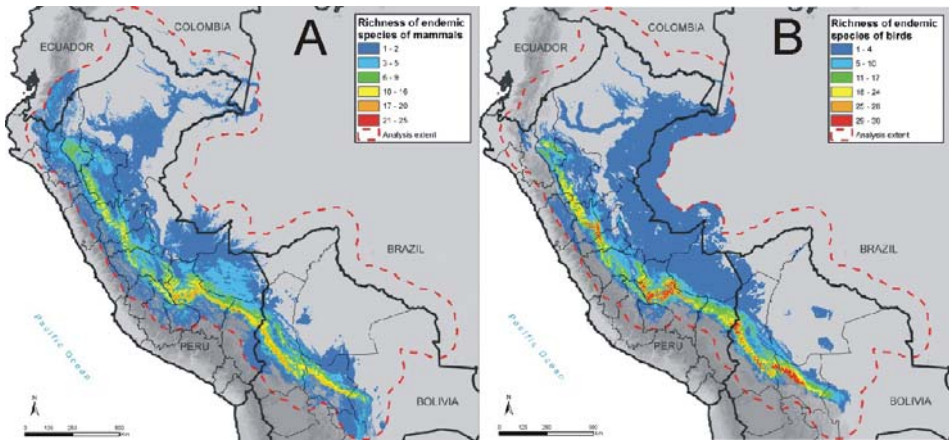 COLOMBIA
ECUADOR
A
Richness of endemic
species of mammals
1 - 2
3 - 5
6 - 9
10 - 16
17 - 20
21 - 25
Analysis extent
BRAZIL
Pacific Ocean
PERU
BOLIVIA
N
COLOMBIA
ECUADOR
B
Richness of endemic
species of birds
1 - 4
5 - 10
11 - 17
18 - 24
25 - 28
29 - 38
Analysis extent
BRAZIL
Pacific Ocean
PERU
BOLIVIA
N